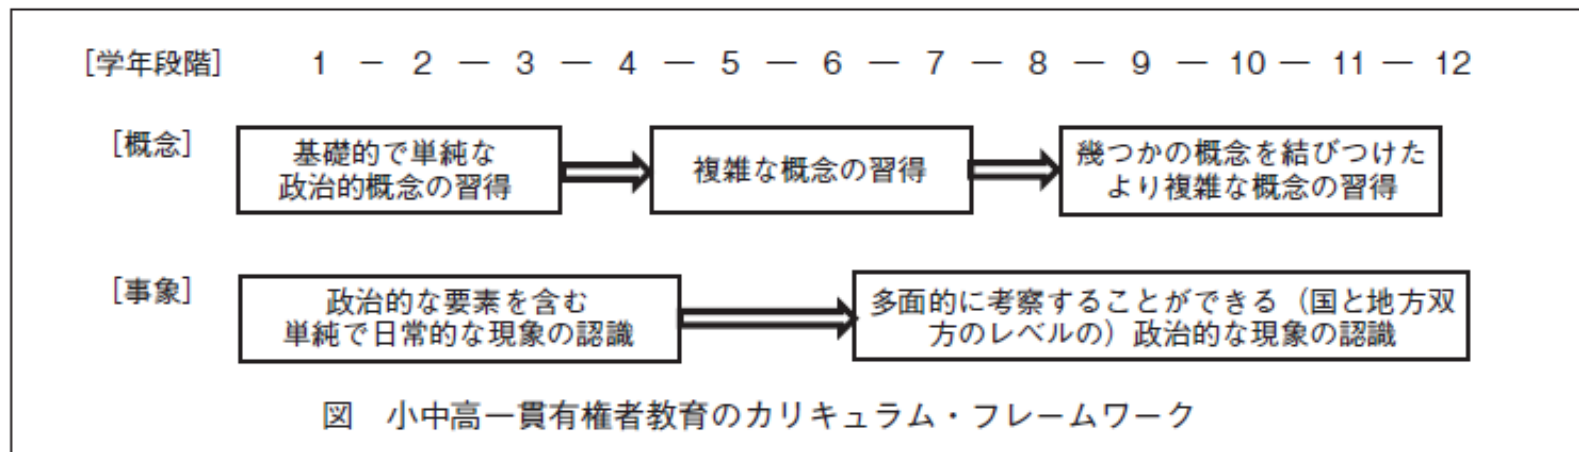 [学年段階] 1 － 2 － 3 － 4 － 5 － 6 － 7 － 8 － 9 － 10 － 11 － 12
[概念]
基礎的で単純な
政治的概念の習得
複雑な概念の習得
幾つかの概念を結びつけた
より複雑な概念の習得
[事象]
政治的な要素を含む
単純で日常的な現象の認識
多面的に考察することができる（国と地方双
方のレベルの）政治的な現象の認識
図　小中高一貫有権者教育のカリキュラム・フレームワーク